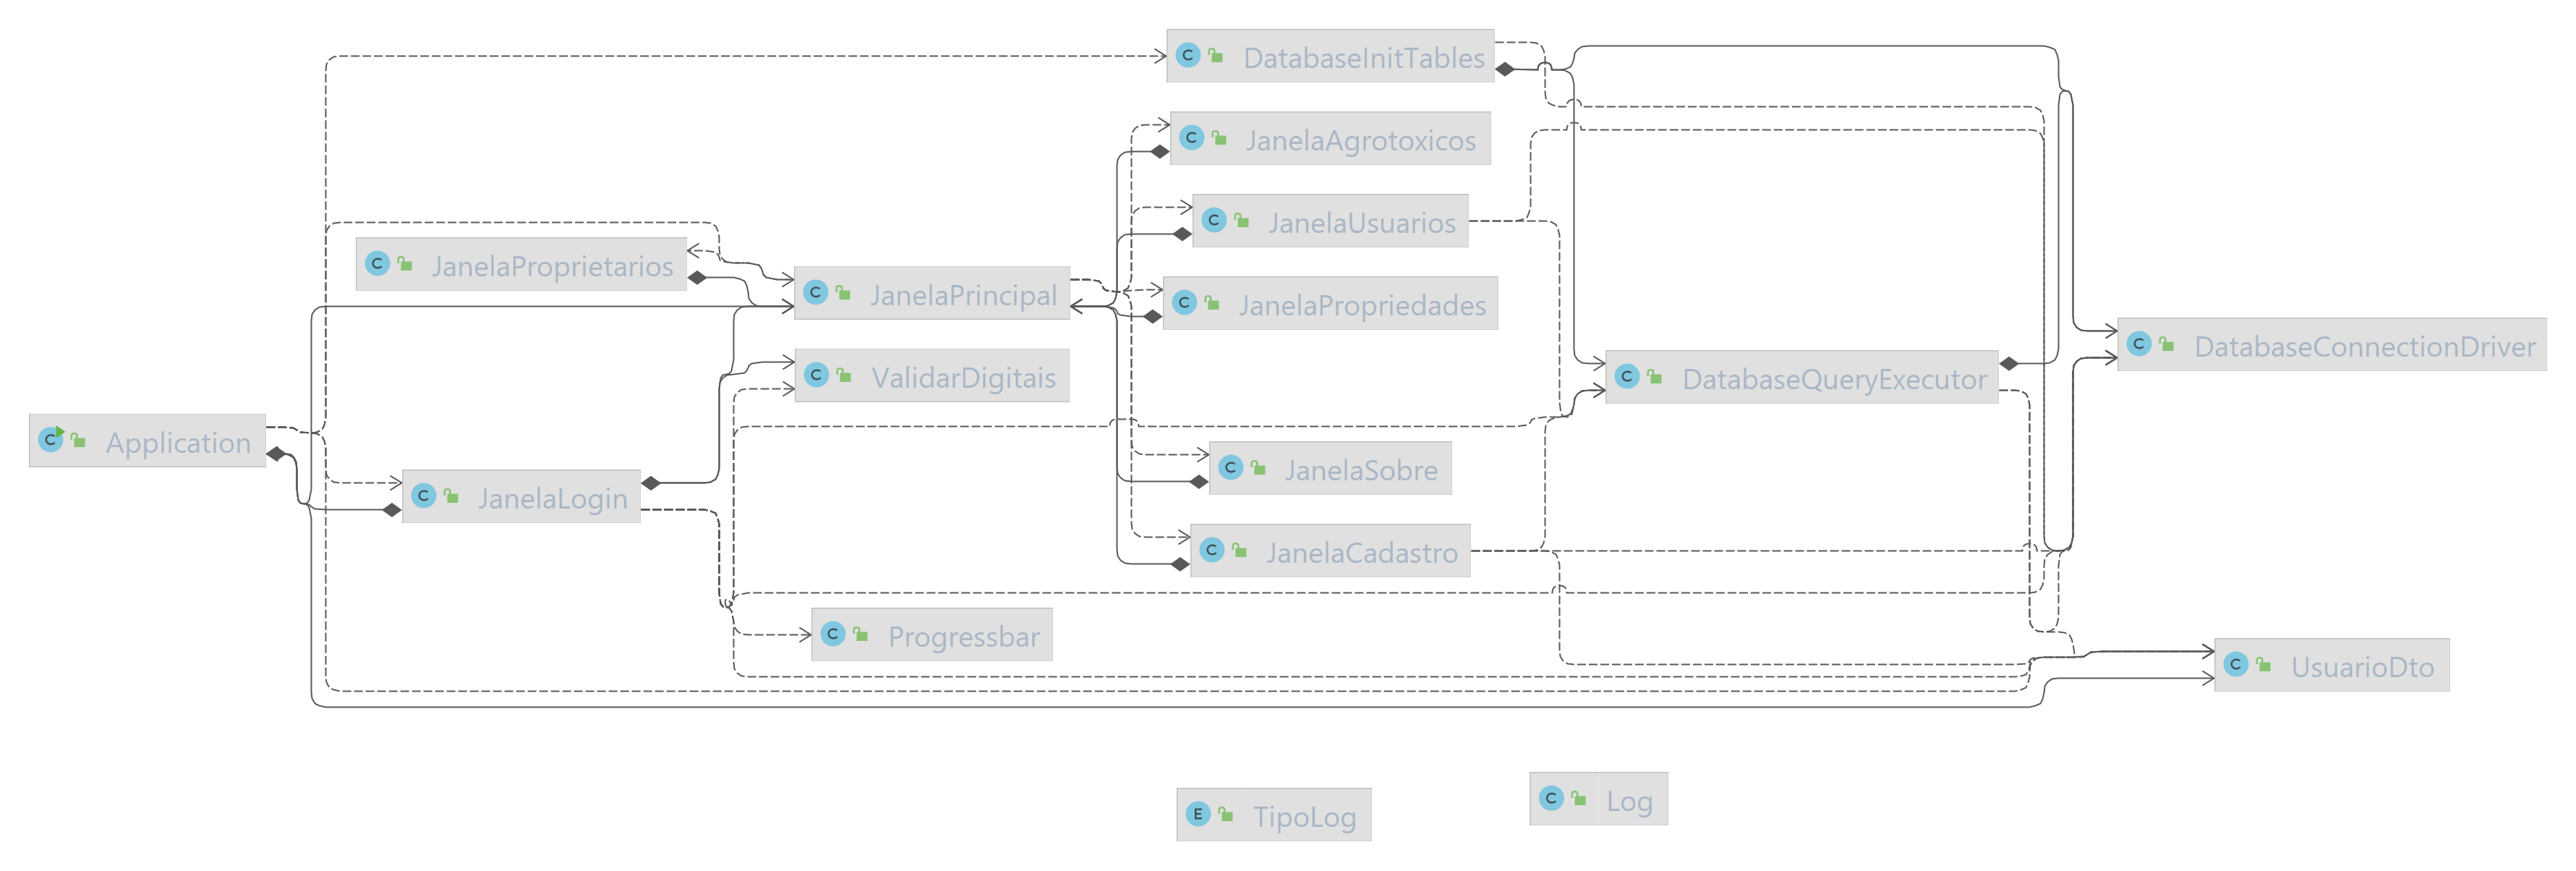 C DatabaseInitTables
C JanelaAgrotoxicos
C JanelaUsuarios
C JanelaProprietarios
C JanelaPrincipal
C JanelaPropriedades
C DatabaseConnectionDriver
C ValidarDigitais
C DatabaseQueryExecutor
C Application
C JanelaSobre
C JanelaLogin
C JanelaCadastro
C Progressbar
C UsuarioDto
E TipoLog
C Log